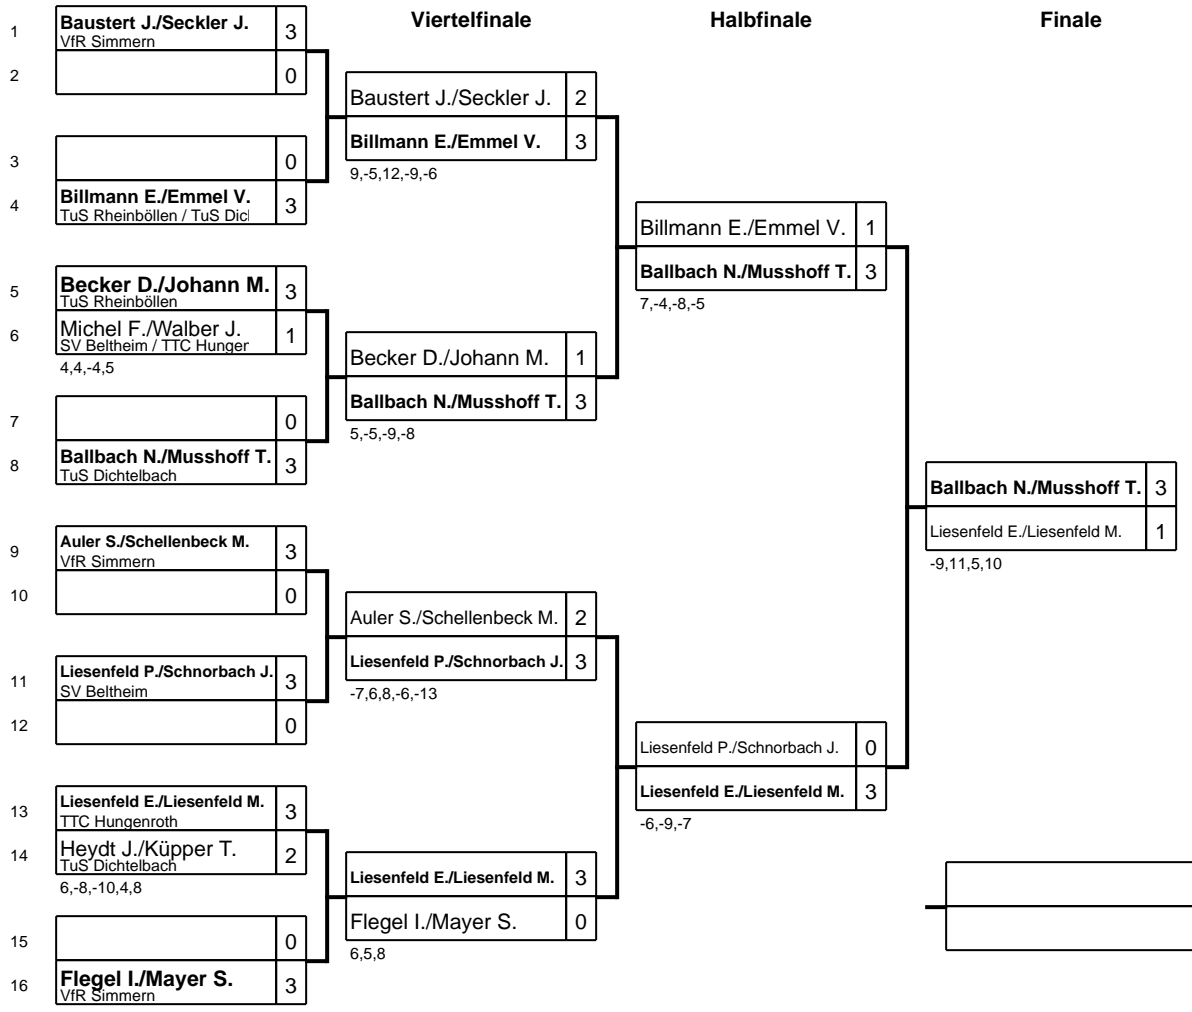 Viertelfinale
Halbfinale
Finale
1
Baustert J./Seckler J. 3
VfR Simmern
2
0
3
0
4
Billmann E./Emmel V. 3
TuS Rheinböllen / TuS Dicl
5
Becker D./Johann M. 3
TuS Rheinböllen
6
Michel F./Walber J. 1
SV Beltheim / TTC Hunger
4,4,-4,5
7
0
8
Ballbach N./Musshoff T. 3
TuS Dichtelbach
9
Auler S./Schellenbeck M. 3
VfR Simmern
10
0
11
Liesenfeld P./Schnorbach J. 3
SV Beltheim
12
0
13
Liesenfeld E./Liesenfeld M. 3
TTC Hungenroth
14
Heydt J./Küpper T. 2
TuS Dichtelbach
6,-8,-10,4,8
15
0
16
Flegel I./Mayer S. 3
VfR Simmern
Baustert J./Seckler J. 2
Billmann E./Emmel V. 3
9,-5,12,-9,-6
Becker D./Johann M. 1
Ballbach N./Musshoff T. 3
5,-5,-9,-8
Auler S./Schellenbeck M. 2
Liesenfeld P./Schnorbach J. 3
-7,6,8,-6,-13
Liesenfeld E./Liesenfeld M. 3
Flegel I./Mayer S. 0
6,5,8
Billmann E./Emmel V. 1
Ballbach N./Musshoff T. 3
7,-4,-8,-5
Liesenfeld P./Schnorbach J. 0
Liesenfeld E./Liesenfeld M. 3
-6,-9,-7
Ballbach N./Musshoff T. 3
Liesenfeld E./Liesenfeld M. 1
-9,11,5,10